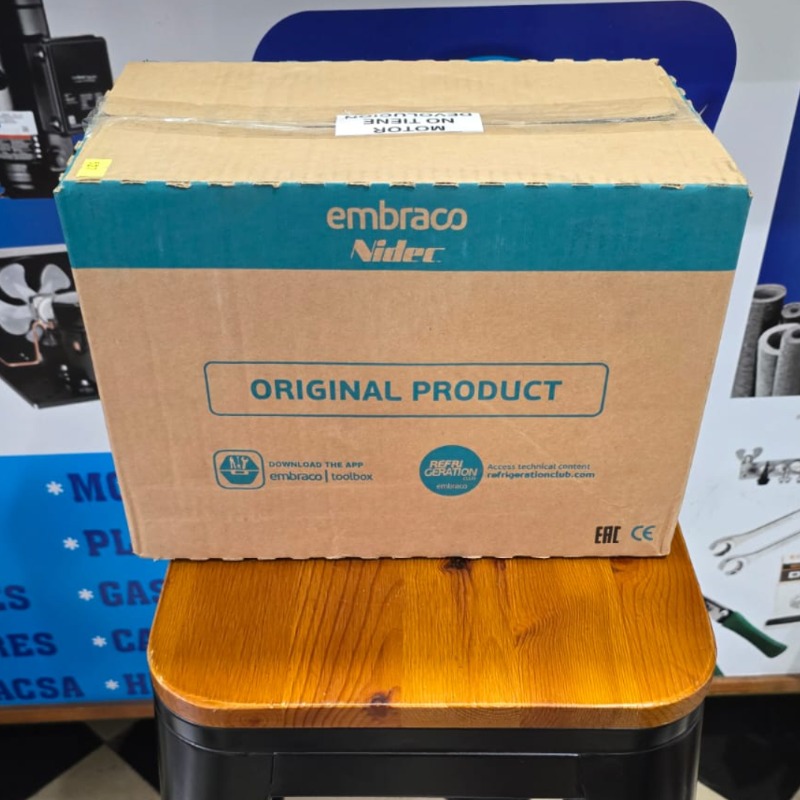 MOTOR
NO TIENE
DEVOLUCION
embraco
Nidec
ORIGINAL PRODUCT
DOWNLOAD THE APP
embraco | toolbox
REFRI
GERATION
CLUB
embraco
Access technical content
refrigerationclub.com
EAC CE